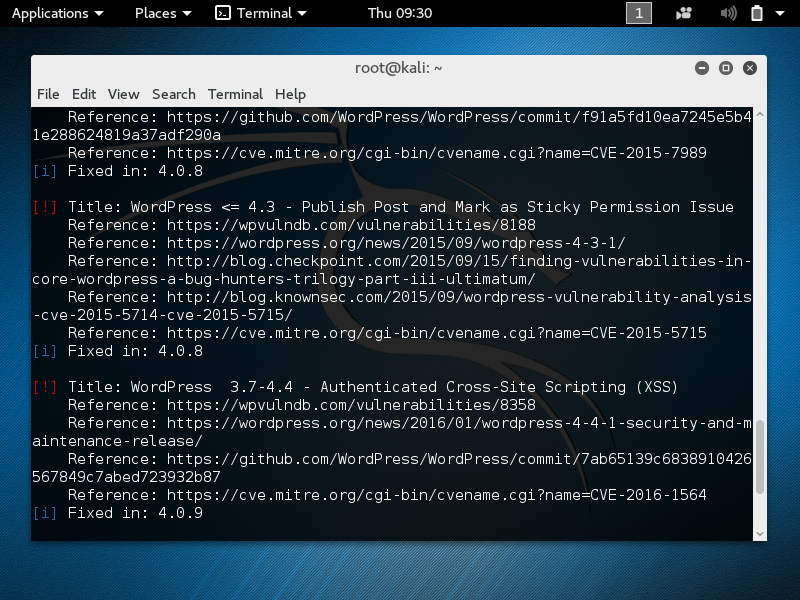 Applications Places Terminal Thu 09:30 1
root@kali: ~
File Edit View Search Terminal Help
Reference: https://github.com/WordPress/WordPress/commit/f91a5fd10ea7245e5b4
1e288624819a37adf290a
Reference: https://cve.mitre.org/cgi-bin/cvename.cgi?name=CVE-2015-7989
[i] Fixed in: 4.0.8
[!] Title: WordPress <= 4.3 - Publish Post and Mark as Sticky Permission Issue
Reference: https://wpvulndb.com/vulnerabilities/8188
Reference: https://wordpress.org/news/2015/09/wordpress-4-3-1/
Reference: http://blog.checkpoint.com/2015/09/15/finding-vulnerabilities-in-
core-wordpress-a-bug-hunters-trilogy-part-iii-ultimatum/
Reference: http://blog.knownsec.com/2015/09/wordpress-vulnerability-analysis
-cve-2015-5714-cve-2015-5715/
Reference: https://cve.mitre.org/cgi-bin/cvename.cgi?name=CVE-2015-5715
[i] Fixed in: 4.0.8
[!] Title: WordPress  3.7-4.4 - Authenticated Cross-Site Scripting (XSS)
Reference: https://wpvulndb.com/vulnerabilities/8358
Reference: https://wordpress.org/news/2016/01/wordpress-4-4-1-security-and-m
aintenance-release/
Reference: https://github.com/WordPress/WordPress/commit/7ab65139c6838910426
567849c7abed723932b87
Reference: https://cve.mitre.org/cgi-bin/cvename.cgi?name=CVE-2016-1564
[i] Fixed in: 4.0.9